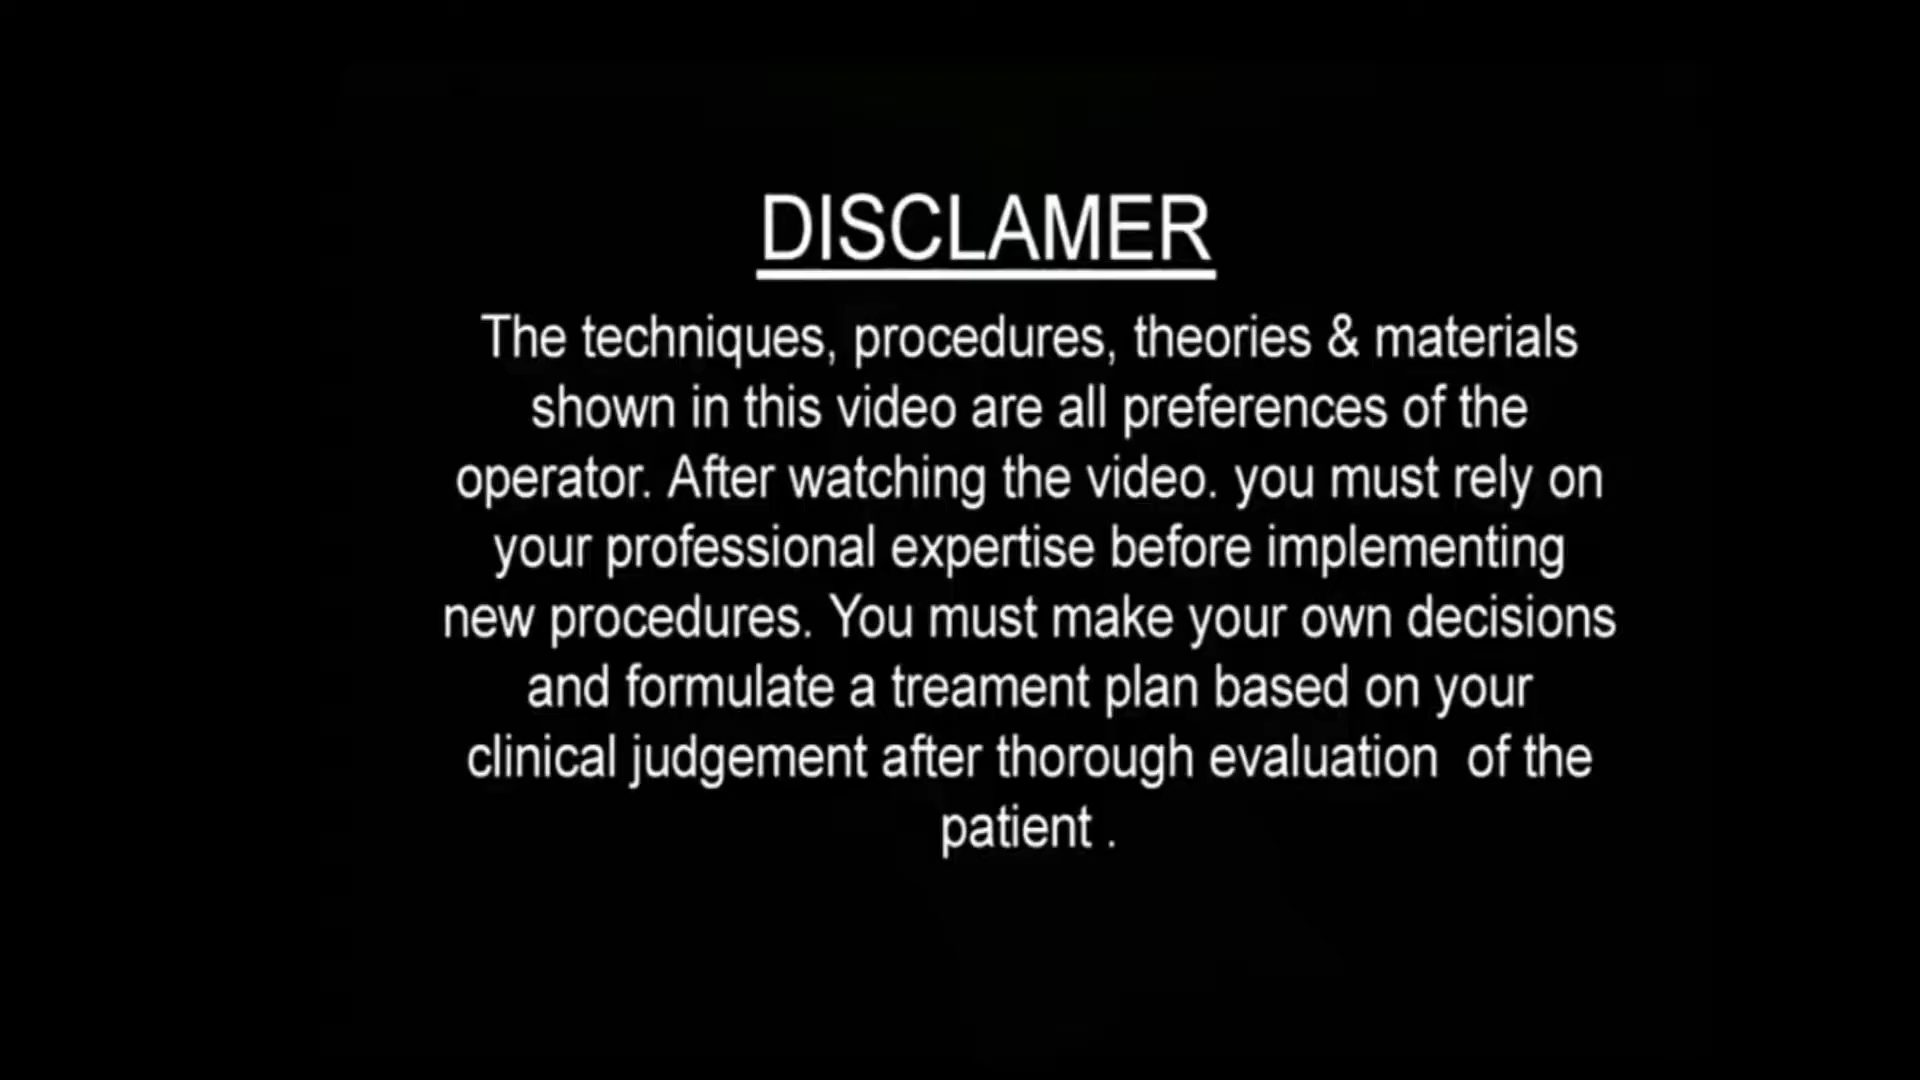 DISCLAMER
The techniques, procedures, theories & materials
shown in this video are all preferences of the
operator. After watching the video. you must rely on
your professional expertise before implementing
new procedures. You must make your own decisions
and formulate a treament plan based on your
clinical judgement after thorough evaluation  of the
patient .